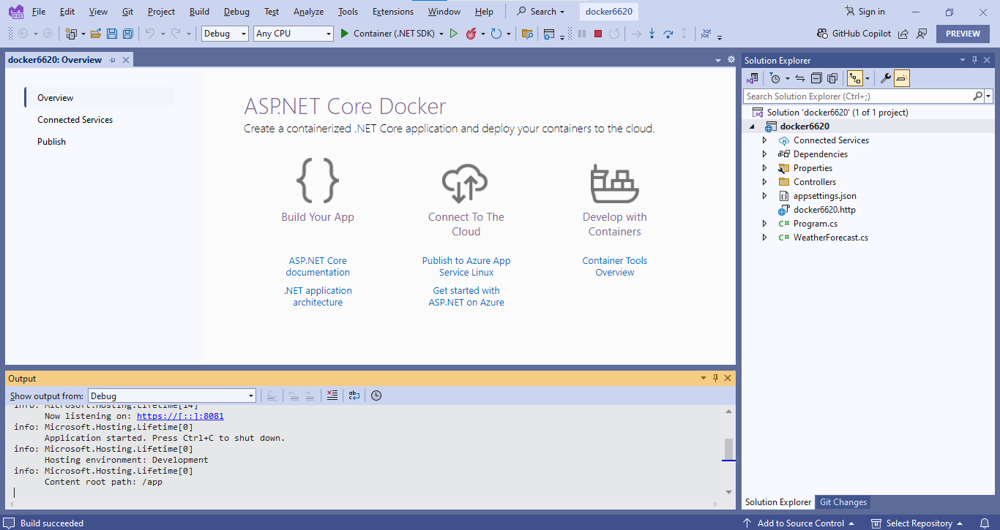 File Edit View Git Project Build Debug Test Analyze Tools Extensions Window Help Search docker6620 Sign in
PRE
Debug Any CPU Container (.NET SDK) GitHub Copilot PREVIEW
docker6620: Overview
Overview
Connected Services
Publish
ASP.NET Core Docker
Create a containerized .NET Core application and deploy your containers to the cloud.
Build Your App
ASP.NET Core
documentation
.NET application
architecture
Connect To The
Cloud
Publish to Azure App
Service Linux
Get started with
ASP.NET on Azure
Develop with
Containers
Container Tools
Overview
Output
Show output from: Debug
info: Microsoft.Hosting.Lifetime[14]
Now listening on: https://[::]:8081
info: Microsoft.Hosting.Lifetime[0]
Application started. Press Ctrl+C to shut down.
info: Microsoft.Hosting.Lifetime[0]
Hosting environment: Development
info: Microsoft.Hosting.Lifetime[0]
Content root path: /app
Solution Explorer
Search Solution Explorer (Ctrl+;)
Solution 'docker6620' (1 of 1 project)
docker6620
Connected Services
Dependencies
Properties
Controllers
appsettings.json
docker6620.http
C# Program.cs
C# WeatherForecast.cs
Solution Explorer Git Changes
Build succeeded Add to Source Control Select Repository